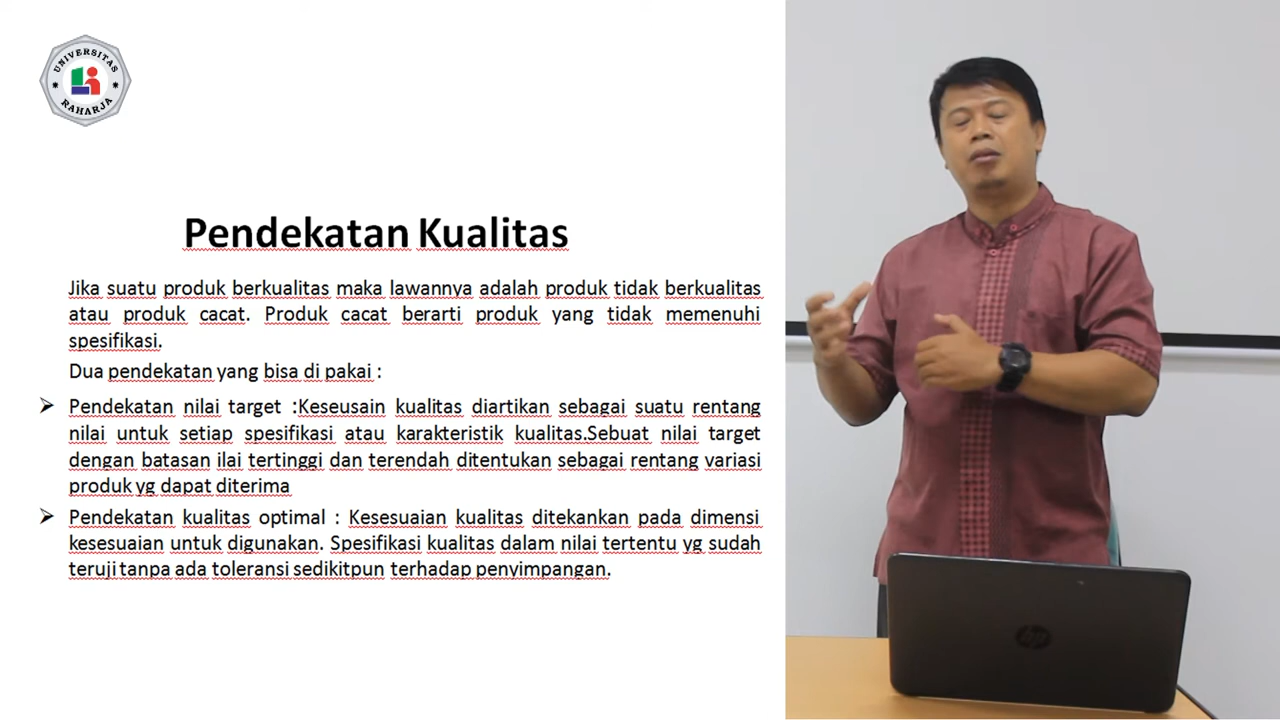 UNIVERSITAS
RAHARJA
Pendekatan Kualitas
Jika suatu produk berkualitas maka lawannya adalah produk tidak berkualitas
atau produk cacat. Produk cacat berarti produk yang tidak memenuhi
spesifikasi.
Dua pendekatan yang bisa di pakai :
Pendekatan nilai target :Keseusain kualitas diartikan sebagai suatu rentang
nilai untuk setiap spesifikasi atau karakteristik kualitas.Sebuat nilai target
dengan batasan ilai tertinggi dan terendah ditentukan sebagai rentang variasi
produk yg dapat diterima
Pendekatan kualitas optimal : Kesesuaian kualitas ditekankan pada dimensi
kesesuaian untuk digunakan. Spesifikasi kualitas dalam nilai tertentu yg sudah
teruji tanpa ada toleransi sedikitpun terhadap penyimpangan.
hp